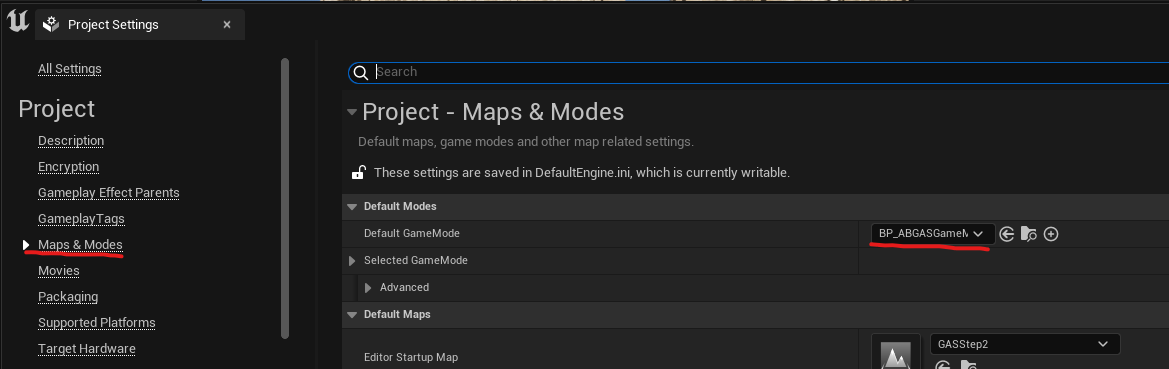 Project Settings
All Settings
Project
Description
Encryption
Gameplay Effect Parents
GameplayTags
Maps & Modes
Movies
Packaging
Supported Platforms
Target Hardware
Search
Project - Maps & Modes
Default maps, game modes and other map related settings.
These settings are saved in DefaultEngine.ini, which is currently writable.
Default Modes
Default GameMode
BP_ABGASGameM
Selected GameMode
Advanced
Default Maps
Editor Startup Map
GASStep2